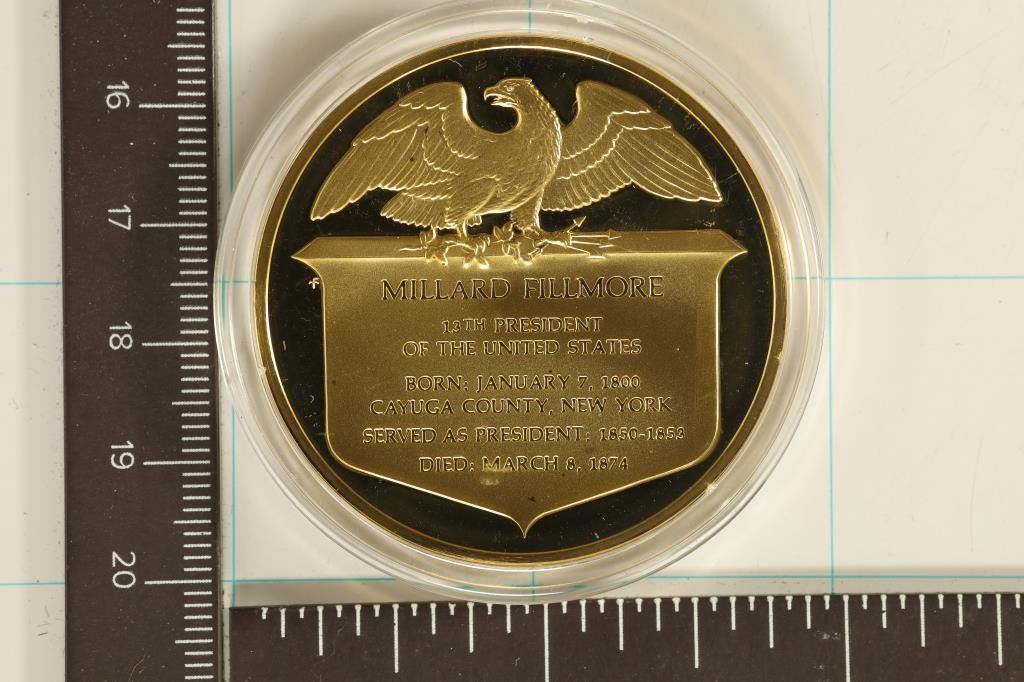 MILLARD FILLMORE
13TH PRESIDENT
OF THE UNITED STATES
BORN: JANUARY 7, 1800
CAYUGA COUNTY, NEW YORK
SERVED AS PRESIDENT: 1850-1853
DIED: MARCH 8, 1874
16
17
18
19
20